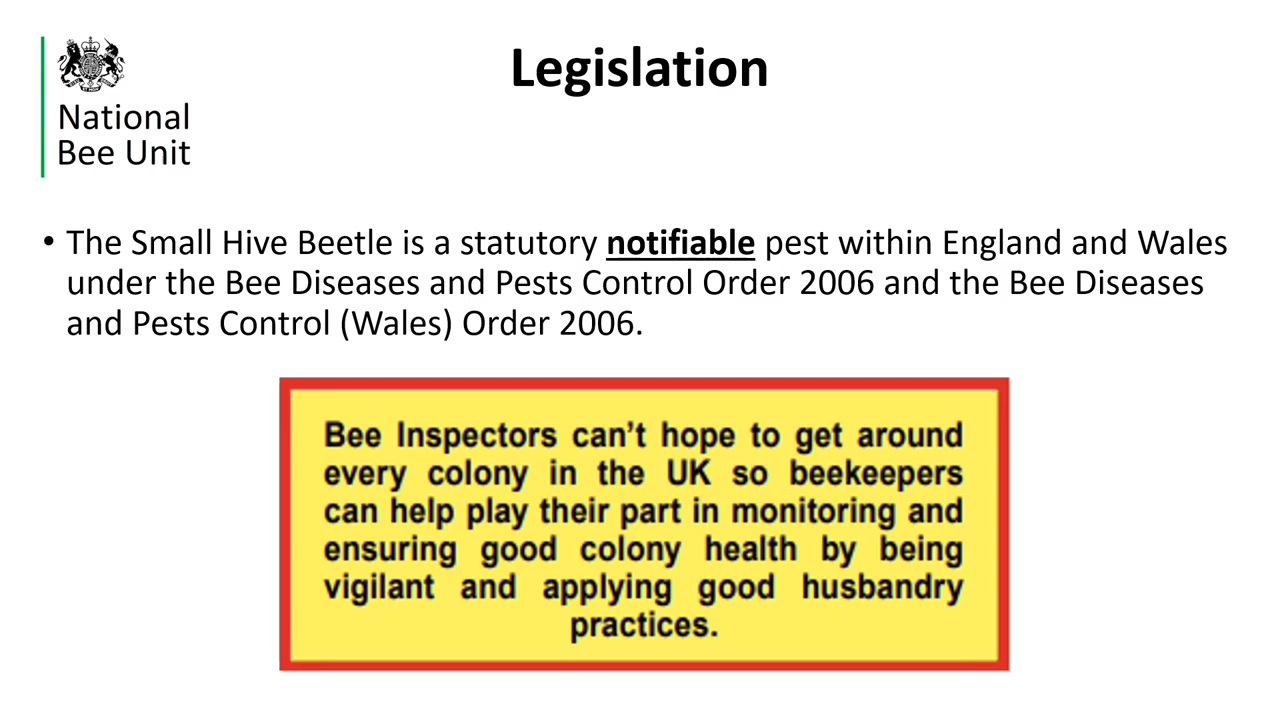 Legislation
National
Bee Unit
• The Small Hive Beetle is a statutory notifiable pest within England and Wales
under the Bee Diseases and Pests Control Order 2006 and the Bee Diseases
and Pests Control (Wales) Order 2006.
Bee Inspectors can’t hope to get around
every colony in the UK so beekeepers
can help play their part in monitoring and
ensuring good colony health by being
vigilant and applying good husbandry
practices.